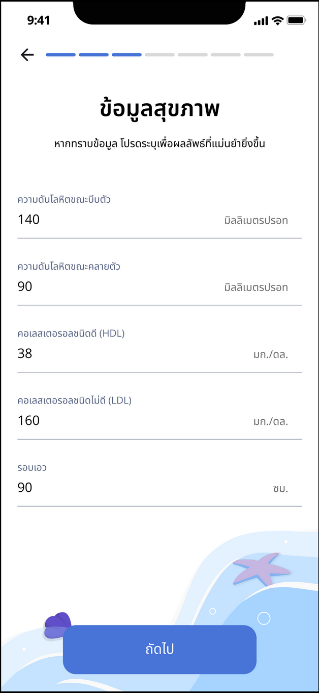 9:41
ข้อมูลสุขภาพ
หากทราบข้อมูล โปรดระบุเพื่อผลลัพธ์ที่แม่นยำยิ่งขึ้น
ความดันโลหิตขณะบีบตัว
140 มิลลิเมตรปรอท
ความดันโลหิตขณะคลายตัว
90 มิลลิเมตรปรอท
คอเลสเตอรอลชนิดดี (HDL)
38 มก./ดล.
คอเลสเตอรอลชนิดไม่ดี (LDL)
160 มก./ดล.
รอบเอว
90 ซม.
ถัดไป